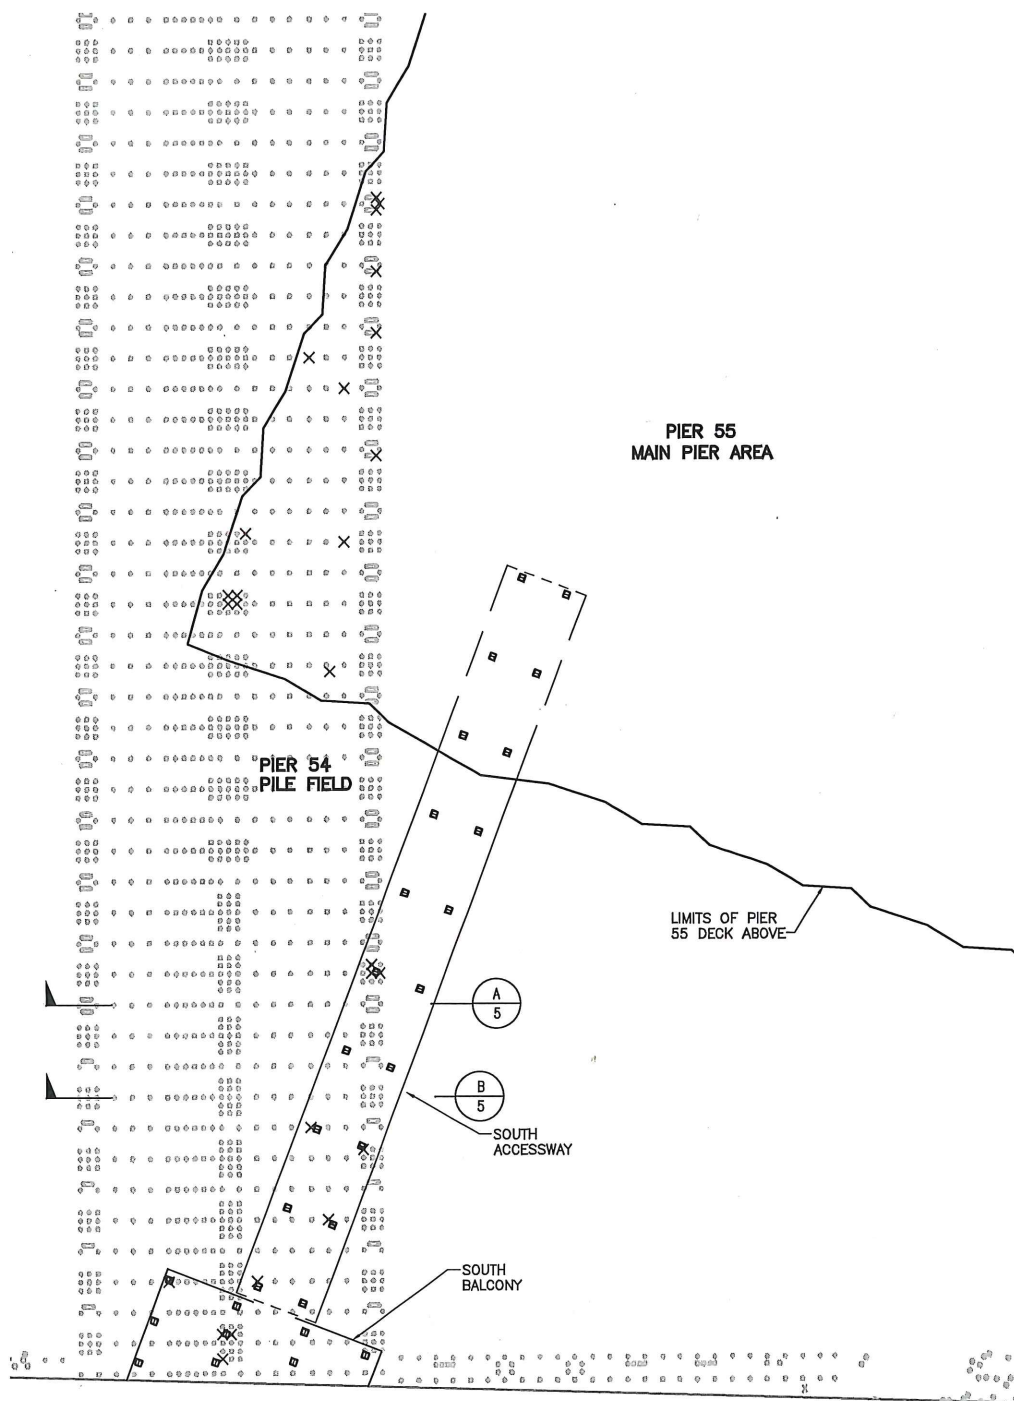 PIER 55
MAIN PIER AREA
PIER 54
PILE FIELD
LIMITS OF PIER
55 DECK ABOVE
A
5
B
5
SOUTH
ACCESSWAY
SOUTH
BALCONY